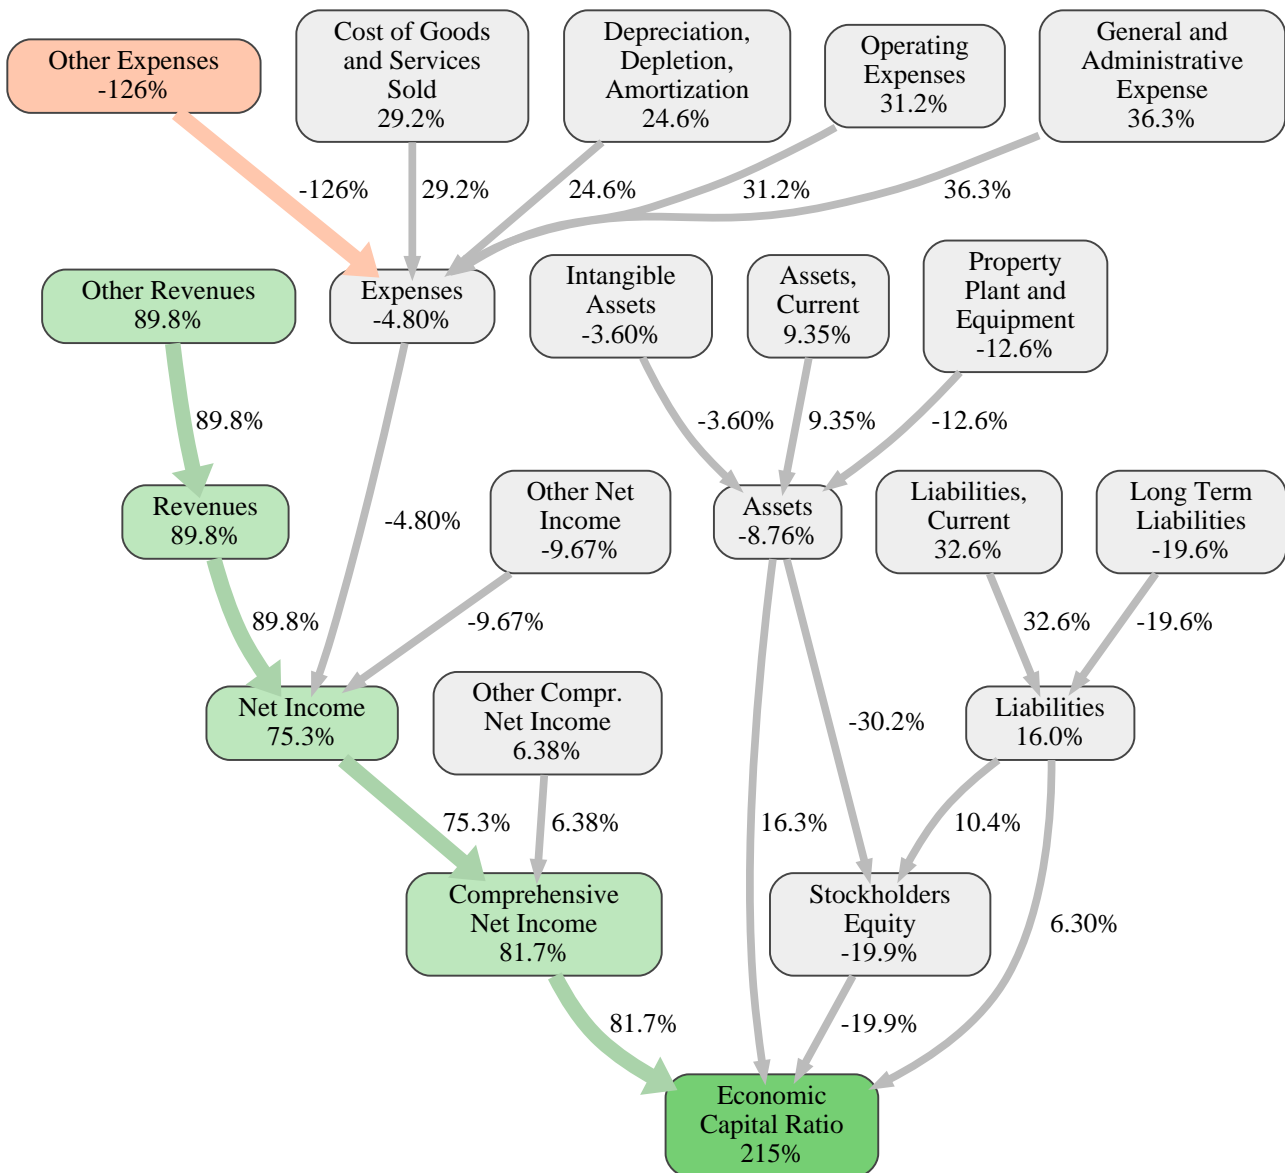 Other Expenses
-126%
Cost of Goods
and Services
Sold
29.2%
Depreciation,
Depletion,
Amortization
24.6%
Operating
Expenses
31.2%
General and
Administrative
Expense
36.3%
-126%
29.2%
24.6%
31.2%
36.3%
Other Revenues
89.8%
Expenses
-4.80%
Intangible
Assets
-3.60%
Assets,
Current
9.35%
Property
Plant and
Equipment
-12.6%
89.8%
-3.60%
9.35%
-12.6%
Revenues
89.8%
-4.80%
Other Net
Income
-9.67%
Assets
-8.76%
Liabilities,
Current
32.6%
Long Term
Liabilities
-19.6%
89.8%
-9.67%
32.6%
-19.6%
Net Income
75.3%
Other Compr.
Net Income
6.38%
-30.2%
Liabilities
16.0%
75.3%
6.38%
16.3%
10.4%
Comprehensive
Net Income
81.7%
Stockholders
Equity
-19.9%
6.30%
81.7%
-19.9%
Economic
Capital Ratio
215%